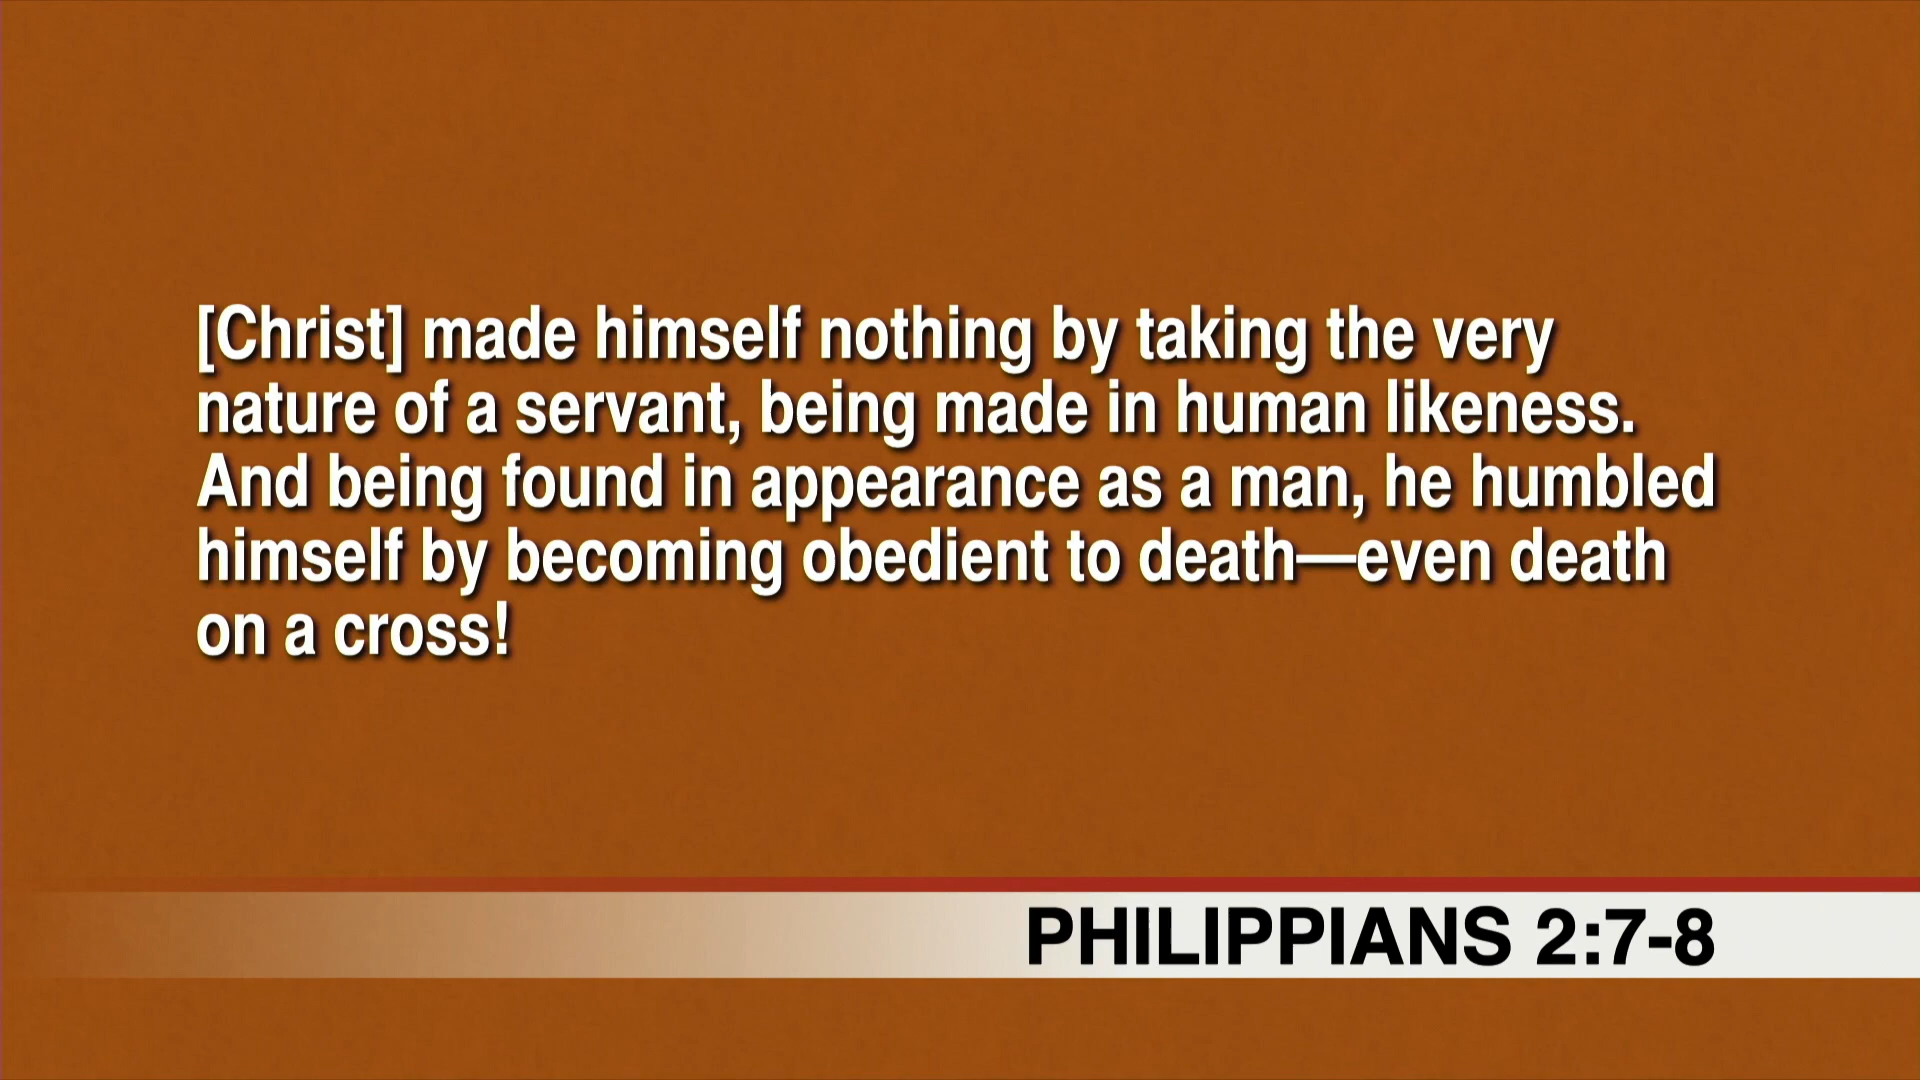 [Christ] made himself nothing by taking the very
nature of a servant, being made in human likeness.
And being found in appearance as a man, he humbled
himself by becoming obedient to death—even death
on a cross!
PHILIPPIANS 2:7-8